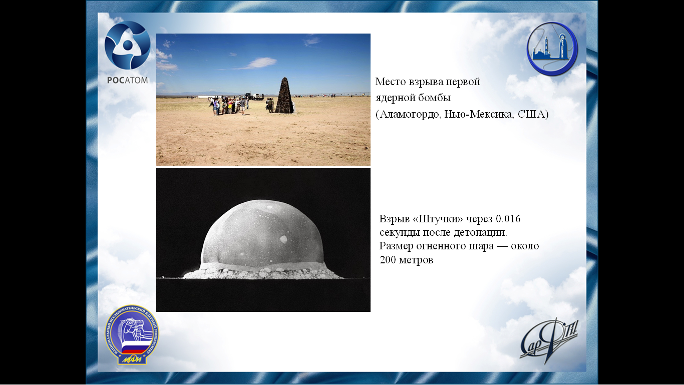 РОСАТОМ
Место взрыва первой
ядерной бомбы
(Аламогордо, Нью-Мексика, США)
Взрыв «Штучки» через 0.016
секунды после детонации.
Размер огненного шара — около
200 метров
СарФТИ